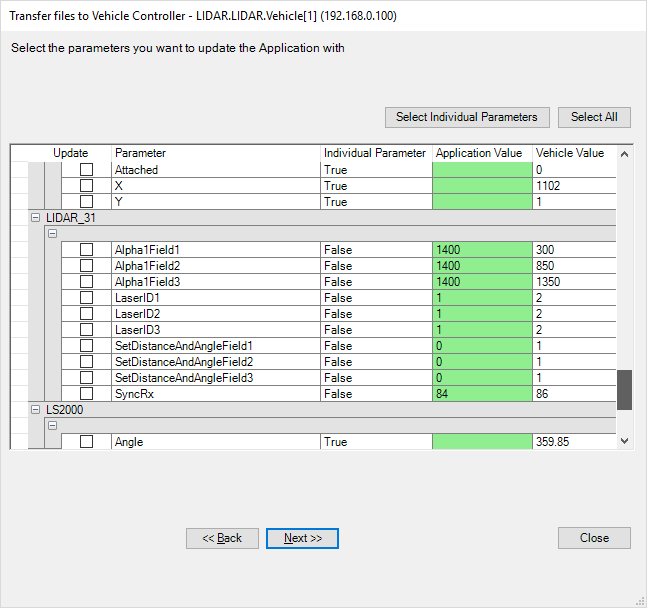 Transfer files to Vehicle Controller - LIDAR.LIDAR.Vehicle[1] (192.168.0.100)
Select the parameters you want to update the Application with
Select Individual Parameters Select All
Update Parameter Individual Parameter Application Value Vehicle Value
Attached True 0
X True 1102
Y True 1
LIDAR_31
Alpha1Field1 False 1400 300
Alpha1Field2 False 1400 850
Alpha1Field3 False 1400 1350
LaserID1 False 1 2
LaserID2 False 1 2
LaserID3 False 1 2
SetDistanceAndAngleField1 False 0 1
SetDistanceAndAngleField2 False 0 1
SetDistanceAndAngleField3 False 0 1
SyncRx False 84 86
LS2000
Angle True 359.85
<< Back Next >> Close